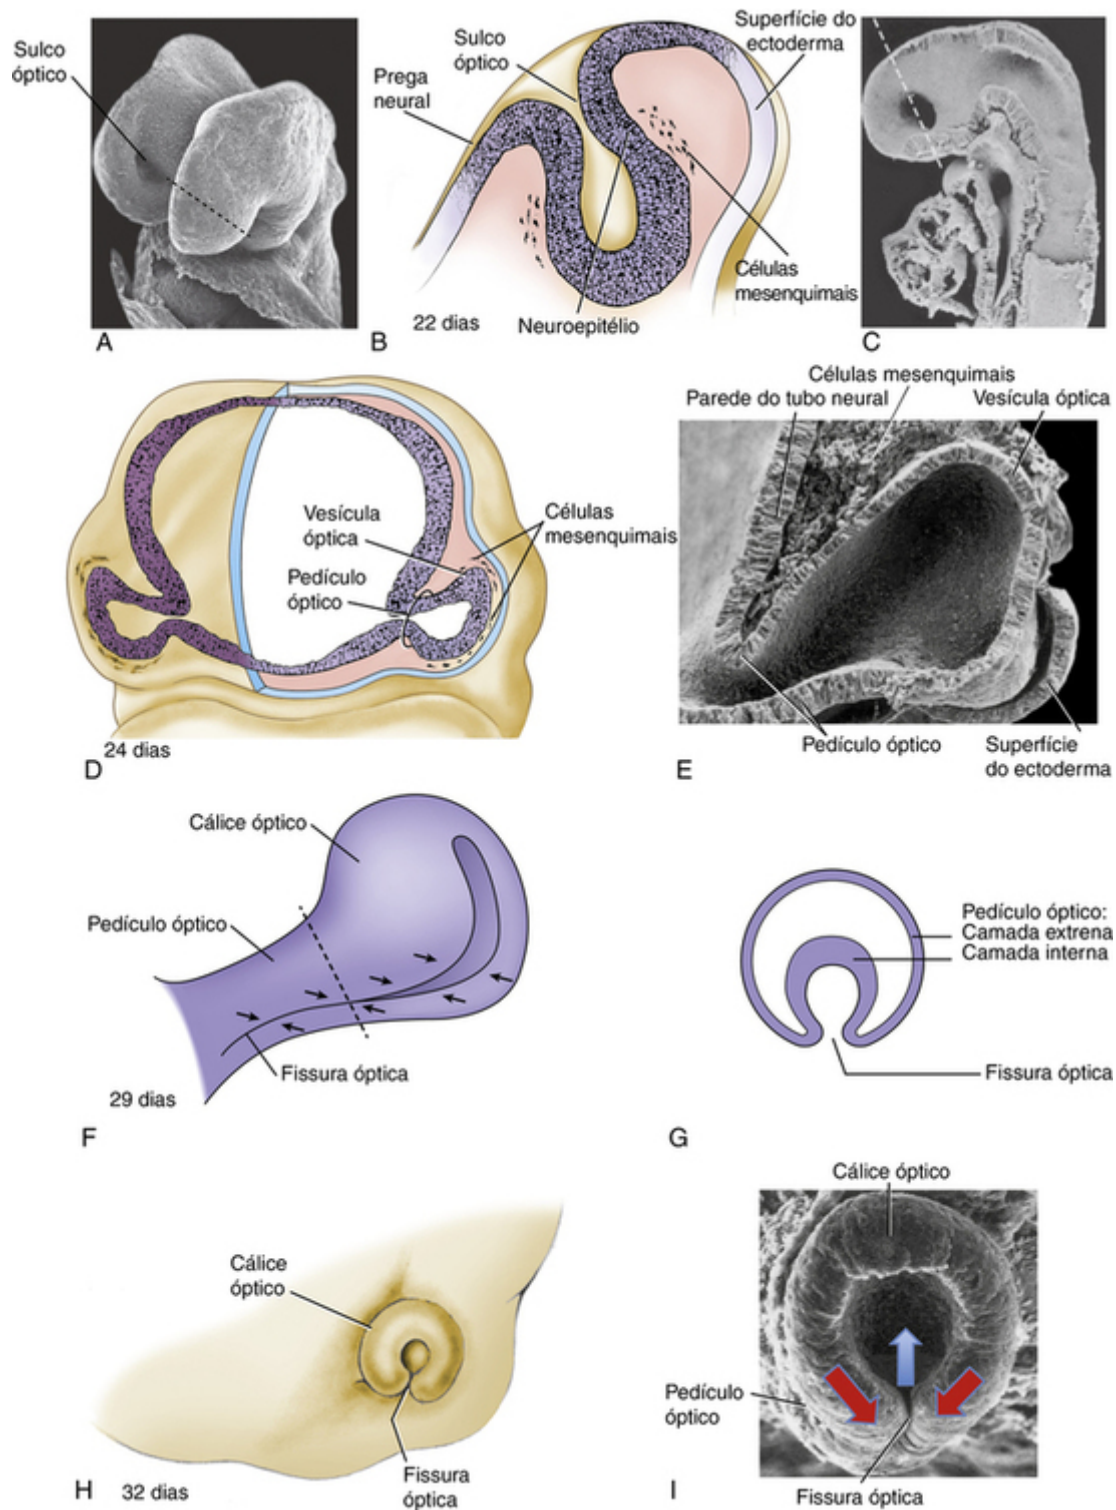 Sulco
óptico
A
Prega
neural
Sulco
óptico
Superfície do
ectoderma
Células
mesenquimais
22 dias
Neuroepitélio
B
C
Vesícula
óptica
Pedículo
óptico
Células
mesenquimais
24 dias
D
Células mesenquimais
Parede do tubo neural
Vesícula óptica
Pedículo óptico
Superfície
do ectoderma
E
Cálice óptico
Pedículo óptico
Fissura óptica
29 dias
F
Pedículo óptico:
Camada extrena
Camada interna
Fissura óptica
G
Cálice
óptico
Fissura
óptica
H
32 dias
Cálice óptico
Pedículo
óptico
Fissura óptica
I